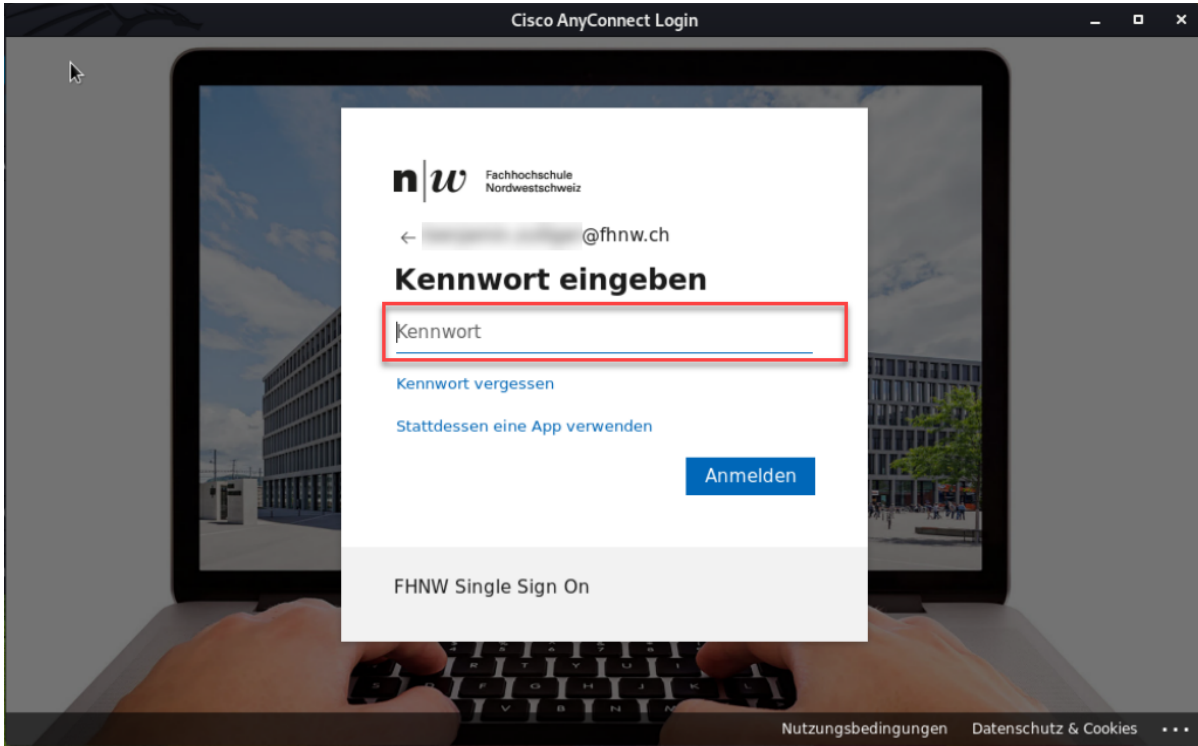 Cisco AnyConnect Login
n|w Fachhochschule
Nordwestschweiz
← @fhnw.ch
Kennwort eingeben
Kennwort
Kennwort vergessen
Stattdessen eine App verwenden
Anmelden
FHNW Single Sign On
Nutzungsbedingungen Datenschutz & Cookies ...